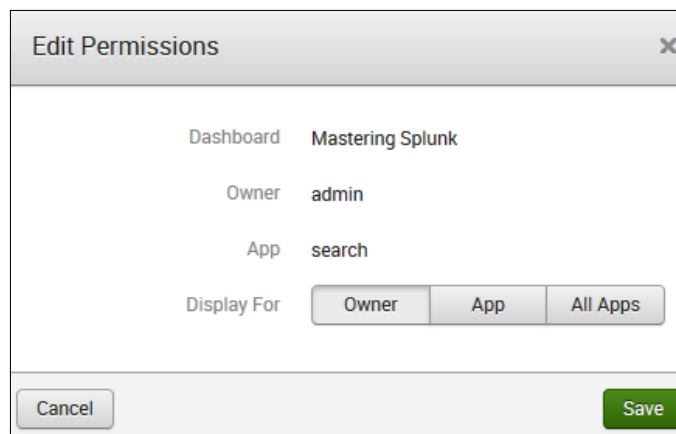 Edit Permissions
Dashboard Mastering Splunk
Owner admin
App search
Display For Owner App All Apps
Cancel Save